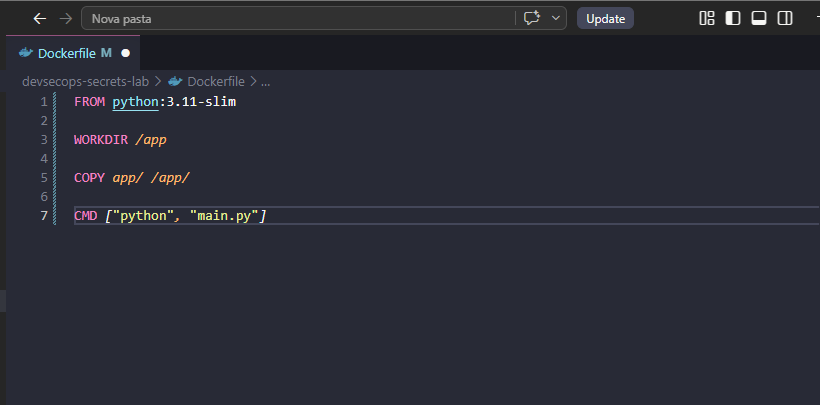 Nova pasta
Update
Dockerfile M
devsecops-secrets-lab > Dockerfile > ...
1 FROM python:3.11-slim
2
3 WORKDIR /app
4
5 COPY app/ /app/
6
7 CMD ["python", "main.py"]